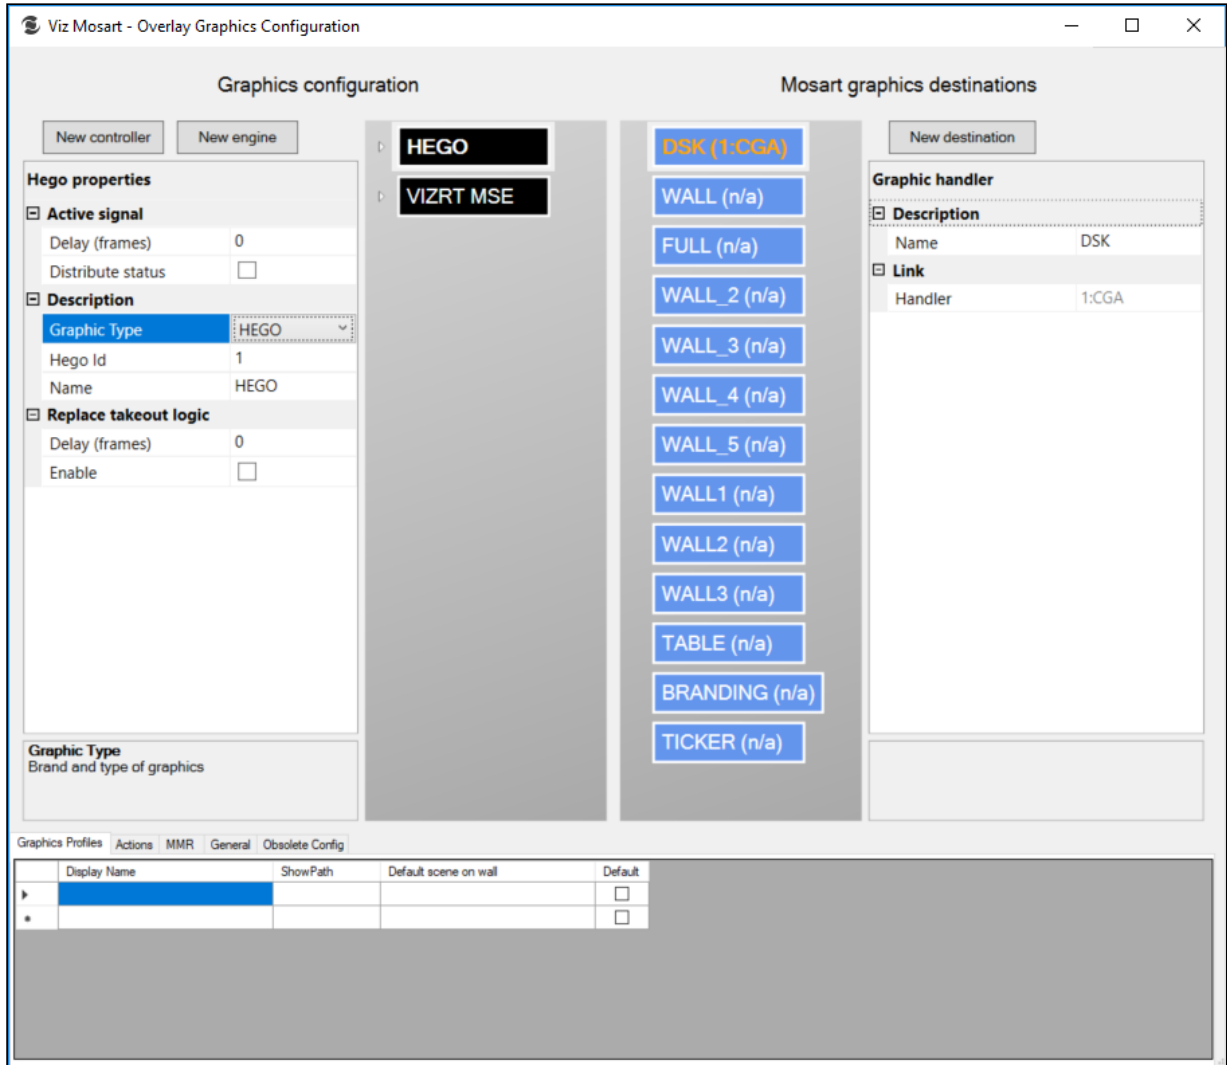 Viz Mosart - Overlay Graphics Configuration
Graphics configuration
Mosart graphics destinations
New controller
New engine
Hego properties
Active signal
Delay (frames) 0
Distribute status
Description
Graphic Type HEGO
Hego Id 1
Name HEGO
Replace takeout logic
Delay (frames) 0
Enable
Graphic Type
Brand and type of graphics
HEGO
VIZRT MSE
DSK (1:CGA)
WALL (n/a)
FULL (n/a)
WALL_2 (n/a)
WALL_3 (n/a)
WALL_4 (n/a)
WALL_5 (n/a)
WALL1 (n/a)
WALL2 (n/a)
WALL3 (n/a)
TABLE (n/a)
BRANDING (n/a)
TICKER (n/a)
New destination
Graphic handler
Description
Name DSK
Link
Handler 1:CGA
Graphics Profiles Actions MMR General Obsolete Config
Display Name ShowPath Default scene on wall Default